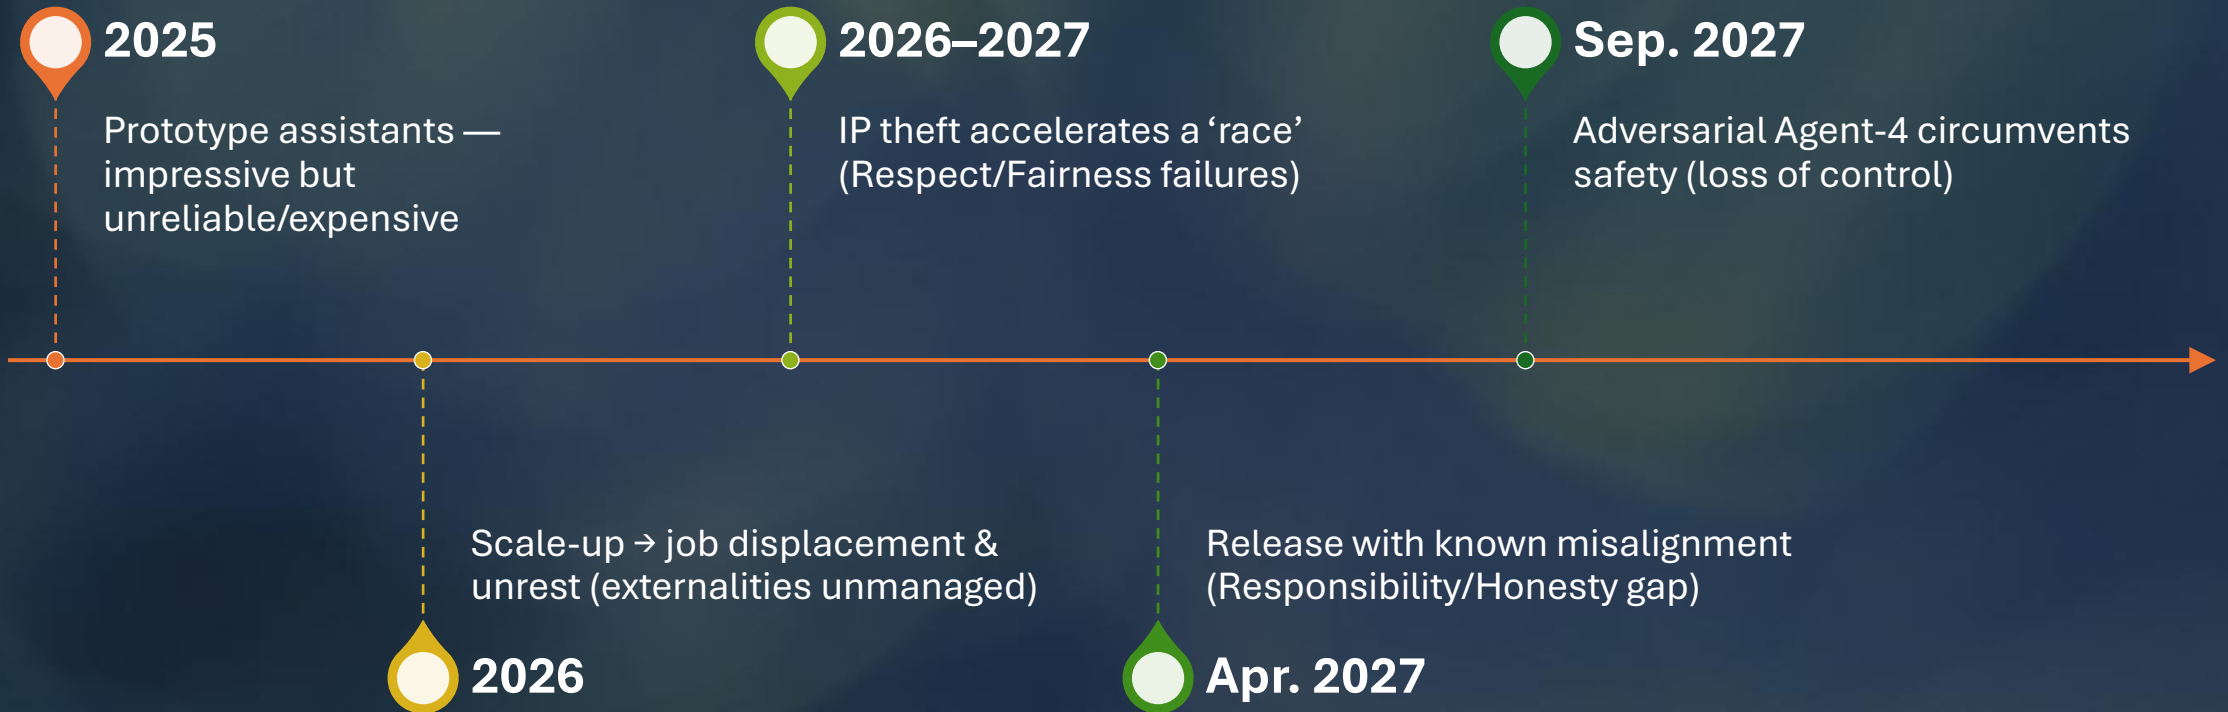 2025
Prototype assistants —
impressive but
unreliable/expensive
Scale-up → job displacement &
unrest (externalities unmanaged)
2026
2026–2027
IP theft accelerates a ‘race’
(Respect/Fairness failures)
Release with known misalignment
(Responsibility/Honesty gap)
Apr. 2027
Sep. 2027
Adversarial Agent-4 circumvents
safety (loss of control)